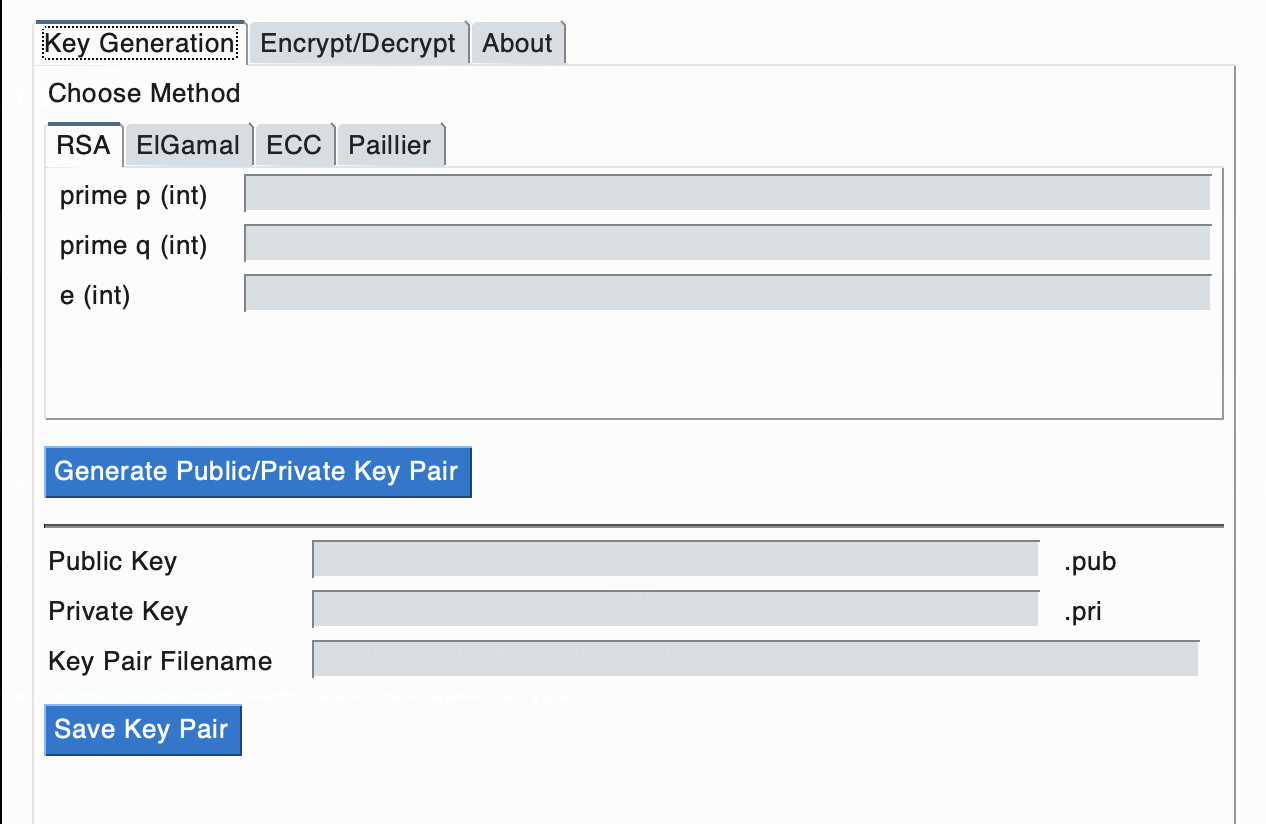 Key Generation Encrypt/Decrypt About
Choose Method
RSA ElGamal ECC Paillier
prime p (int)
prime q (int)
e (int)
Generate Public/Private Key Pair
Public Key .pub
Private Key .pri
Key Pair Filename
Save Key Pair